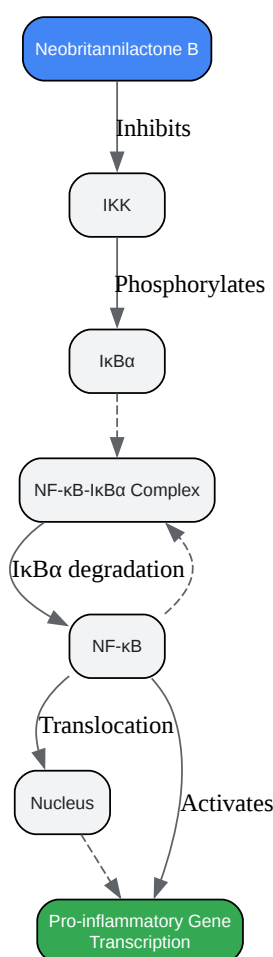 Neobritannilactone B
Inhibits
IKK
Phosphorylates
IκBα
NF-κB-IκBα Complex
IκBα degradation
NF-κB
Translocation
Nucleus
Activates
Pro-inflammatory Gene
Transcription